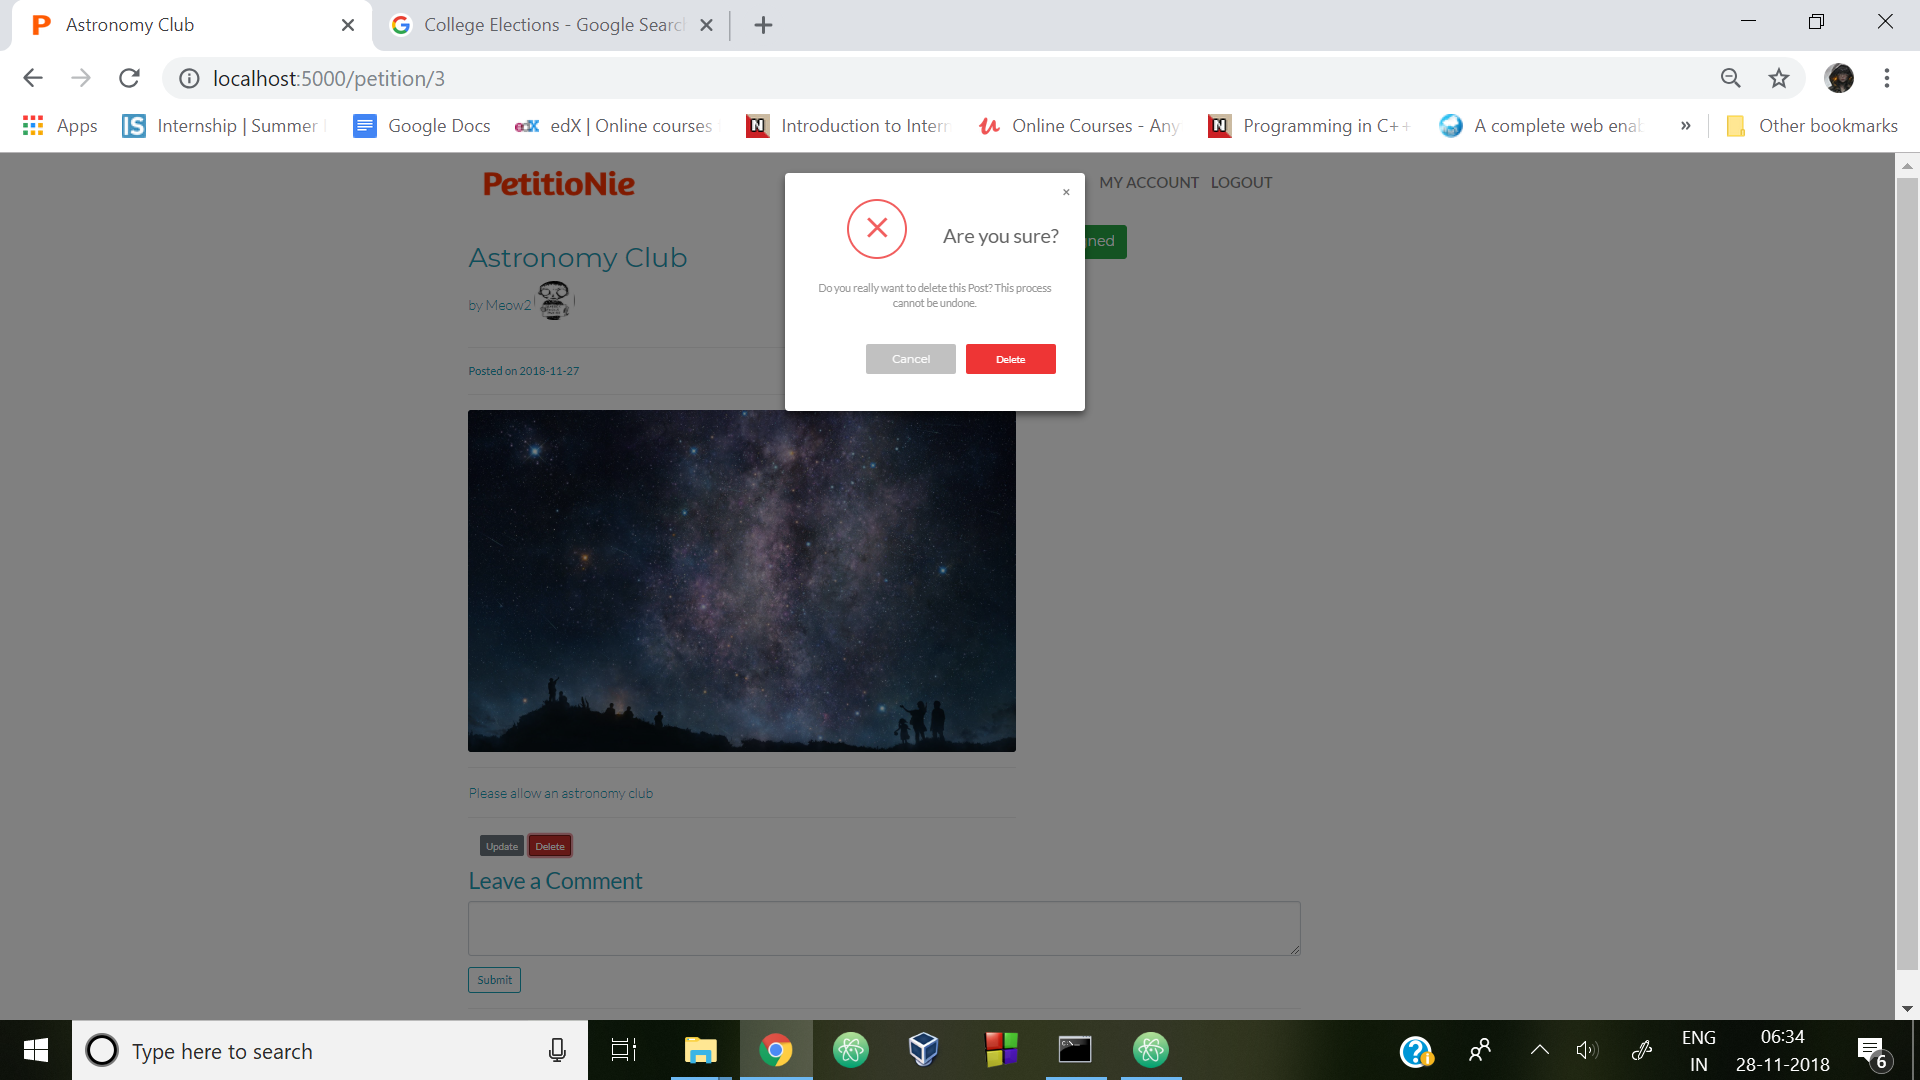 Astronomy Club
College Elections - Google Searc
localhost:5000/petition/3
Apps
Internship | Summer
Google Docs
edX | Online courses
Introduction to Intern
Online Courses - Any
Programming in C++
A complete web enab
»
Other bookmarks
PetitioNie
MY ACCOUNT LOGOUT
Are you sure?
Do you really want to delete this Post? This process
cannot be undone.
Cancel
Delete
Astronomy Club
by Meow2
Posted on 2018-11-27
Please allow an astronomy club
Update
Delete
Leave a Comment
Submit
Type here to search
ENG
IN
06:34
28-11-2018
6